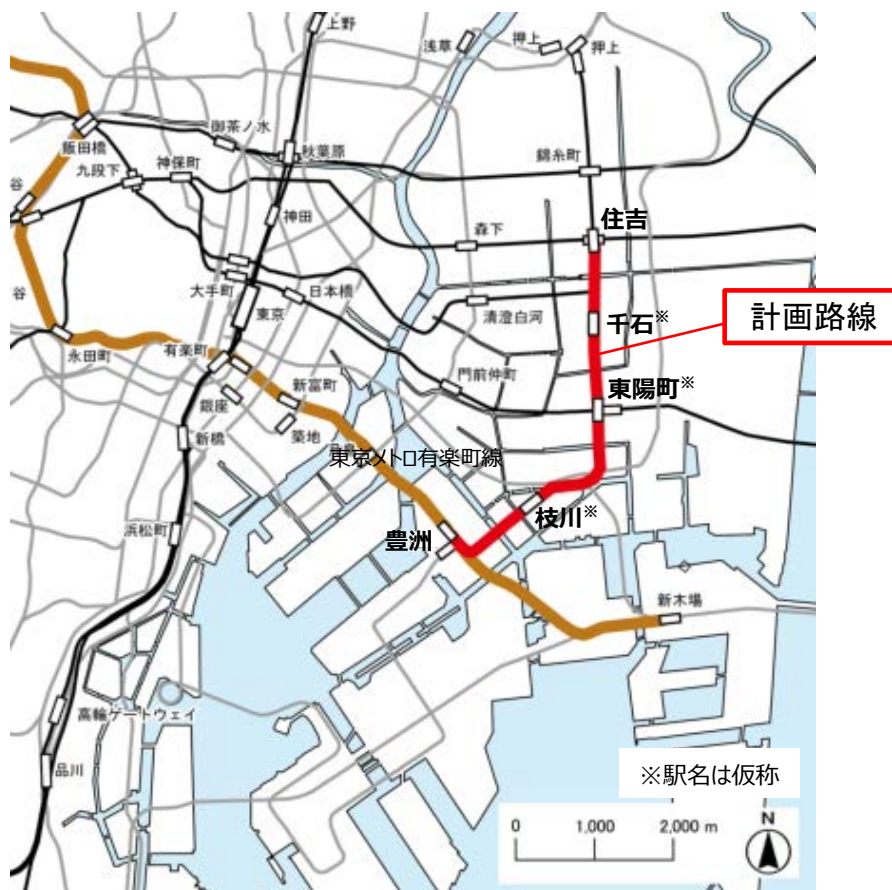 上野
浅草
押上
押上
御茶ノ水
飯田橋
秋葉原
錦糸町
九段下
神保町
谷
神田
森下
住吉
大手町
日本橋
谷
東京
清澄白河
千石※
計画路線
永田町
有楽町
門前仲町
東陽町※
新富町
銀座
築地
新橋
東京メトロ有楽町線
枝川※
浜松町
豊洲
新木場
高輪ゲートウェイ
品川
※駅名は仮称
0 1,000 2,000 m
N